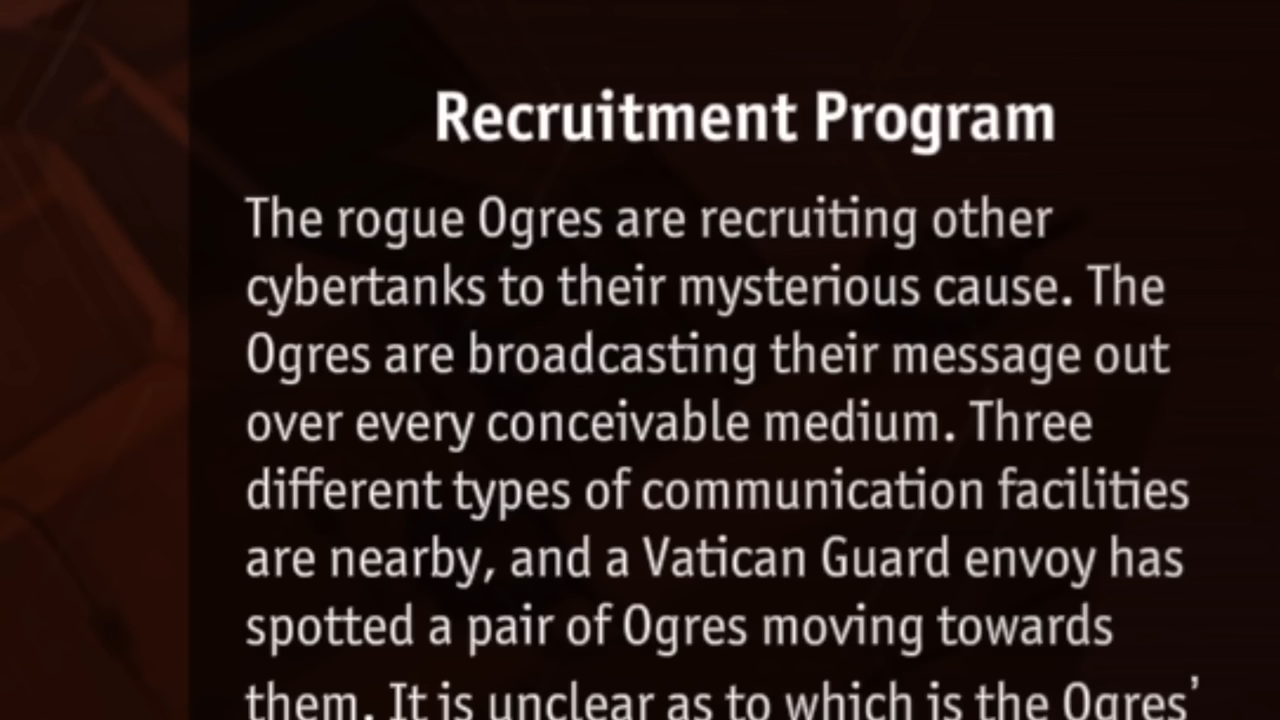 Recruitment Program
The rogue Ogres are recruiting other
cybertanks to their mysterious cause. The
Ogres are broadcasting their message out
over every conceivable medium. Three
different types of communication facilities
are nearby, and a Vatican Guard envoy has
spotted a pair of Ogres moving towards
them. It is unclear as to which is the Ogres’